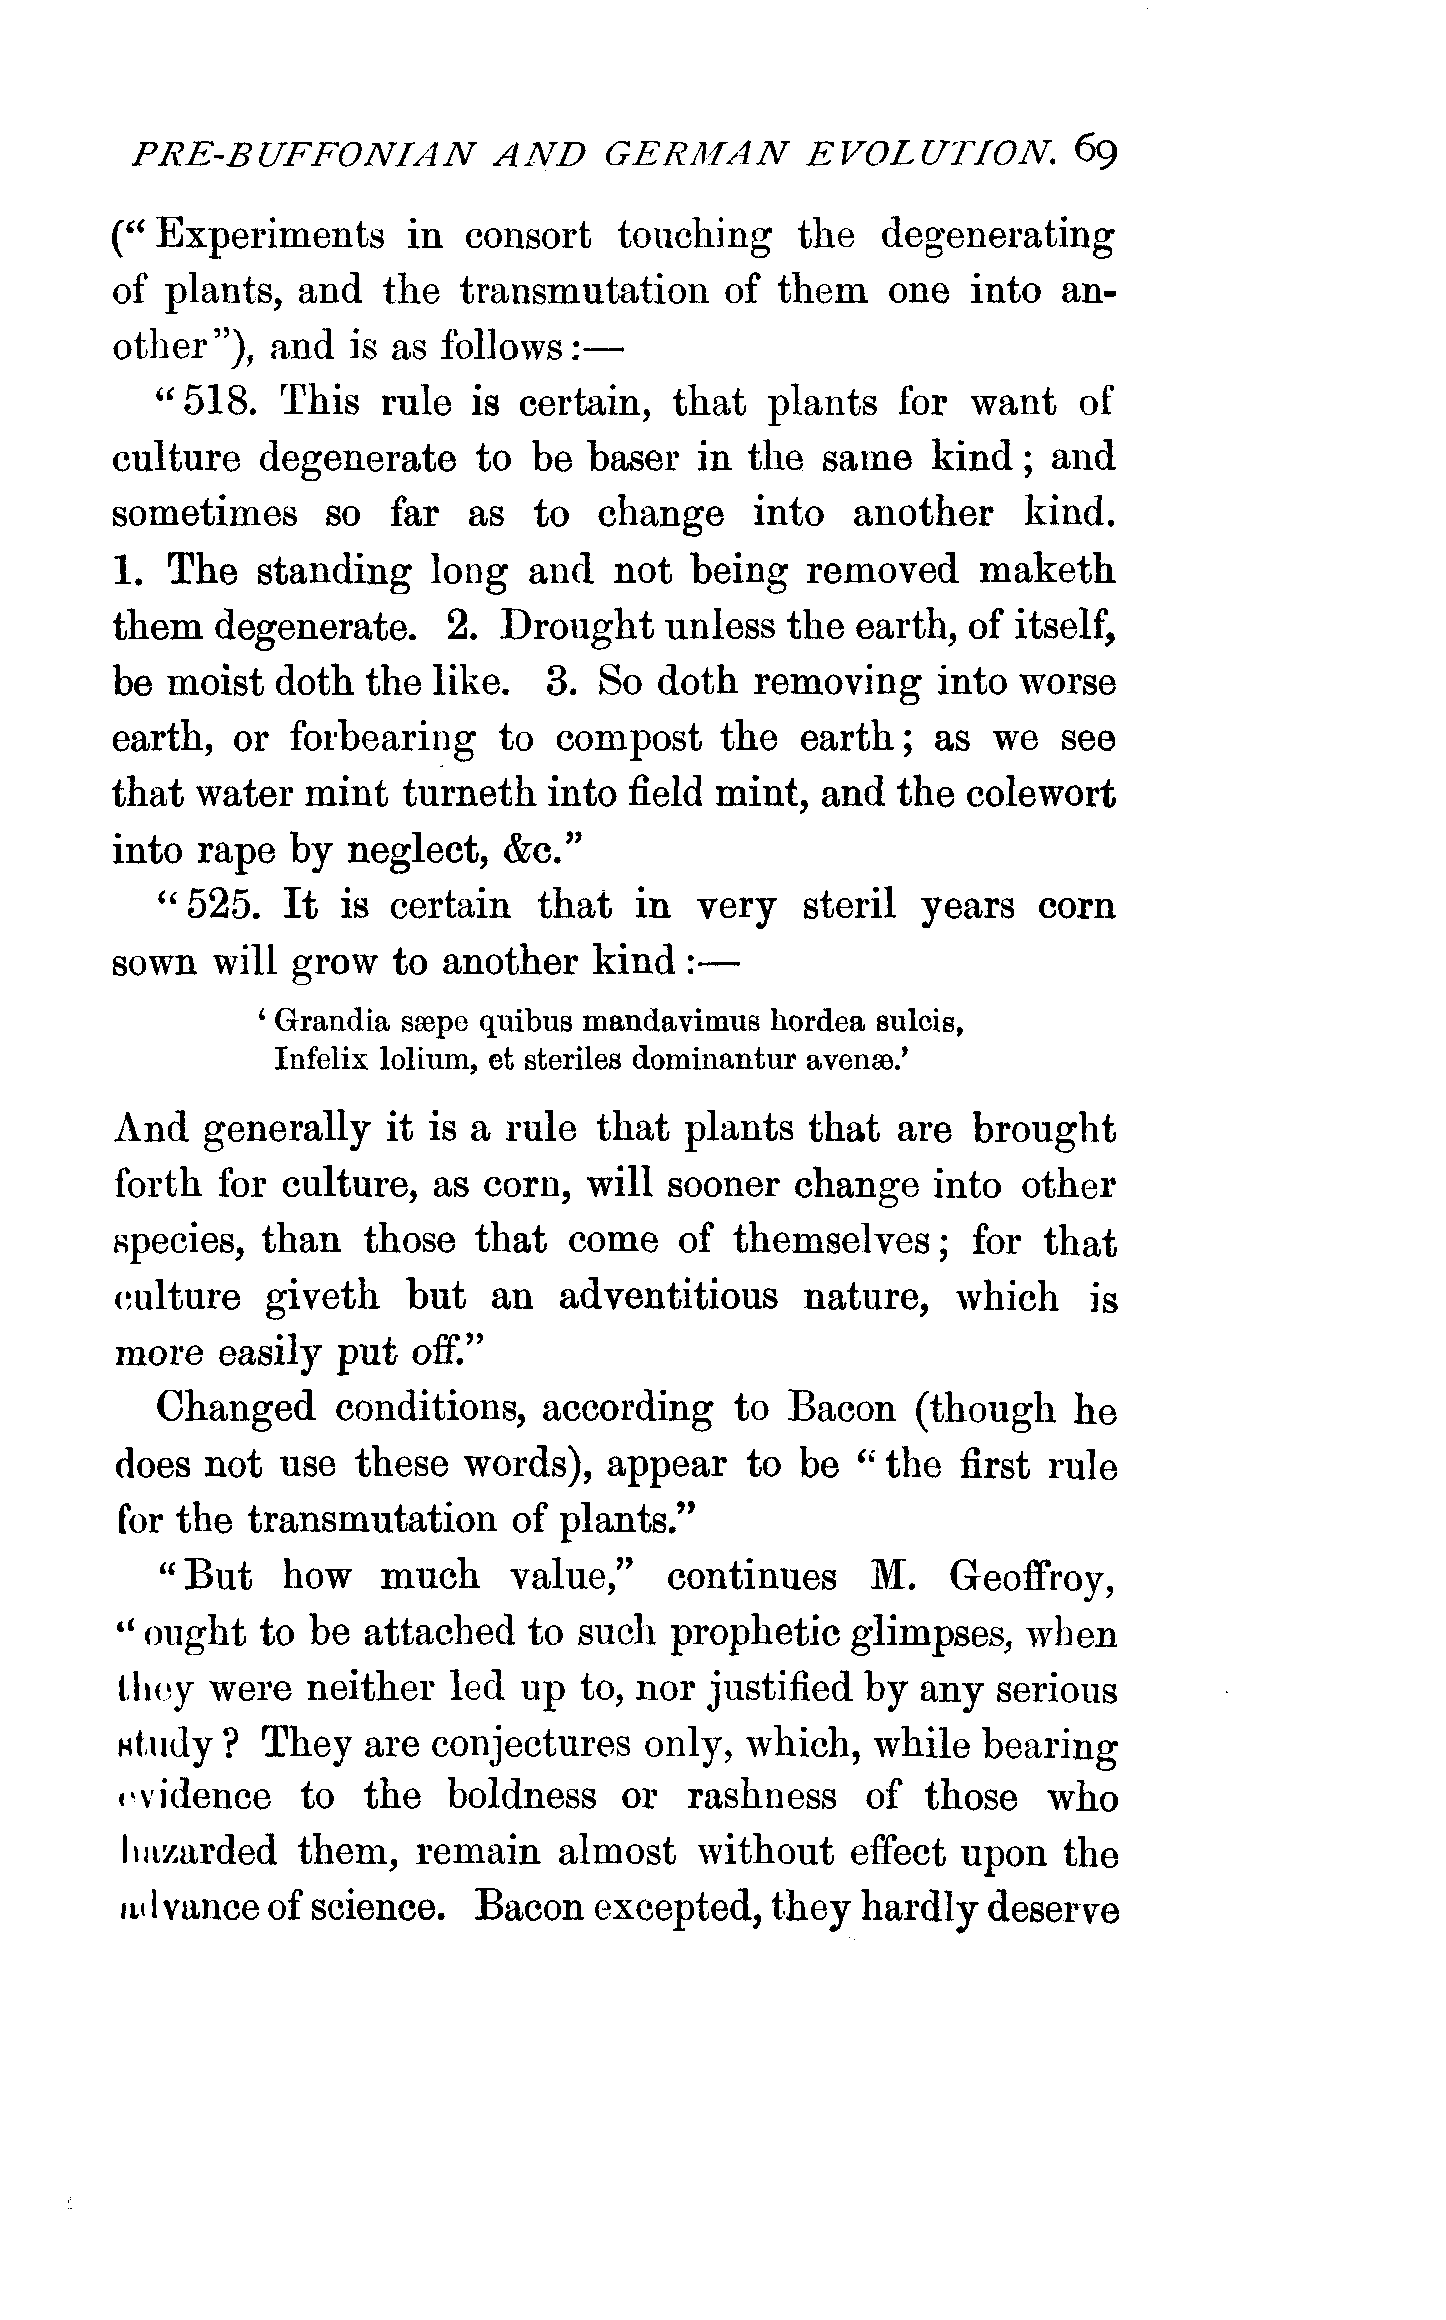 PRE-BUFFONIAN AND GERMAN EVOLUTION. 69
(“Experiments in consort touching the degenerating
of plants, and the transmutation of them one into an-
other”), and is as follows:—
“518. This rule is certain, that plants for want of
culture degenerate to be baser in the same kind; and
sometimes so far as to change into another kind.
1. The standing long and not being removed maketh
them degenerate. 2. Drought unless the earth, of itself,
be moist doth the like. 3. So doth removing into worse
earth, or forbearing to compost the earth; as we see
that water mint turneth into field mint, and the colewort
into rape by neglect, &c.”
“525. It is certain that in very steril years corn
sown will grow to another kind:—
‘Grandia sæpe quibus mandavimus hordea sulcis,
Infelix lolium, et steriles dominantur avenæ.’
And generally it is a rule that plants that are brought
forth for culture, as corn, will sooner change into other
species, than those that come of themselves; for that
culture giveth but an adventitious nature, which is
more easily put off.”
Changed conditions, according to Bacon (though he
does not use these words), appear to be “the first rule
for the transmutation of plants.”
“But how much value,” continues M. Geoffroy,
“ought to be attached to such prophetic glimpses, when
they were neither led up to, nor justified by any serious
study? They are conjectures only, which, while bearing
evidence to the boldness or rashness of those who
hazarded them, remain almost without effect upon the
advance of science. Bacon excepted, they hardly deserve